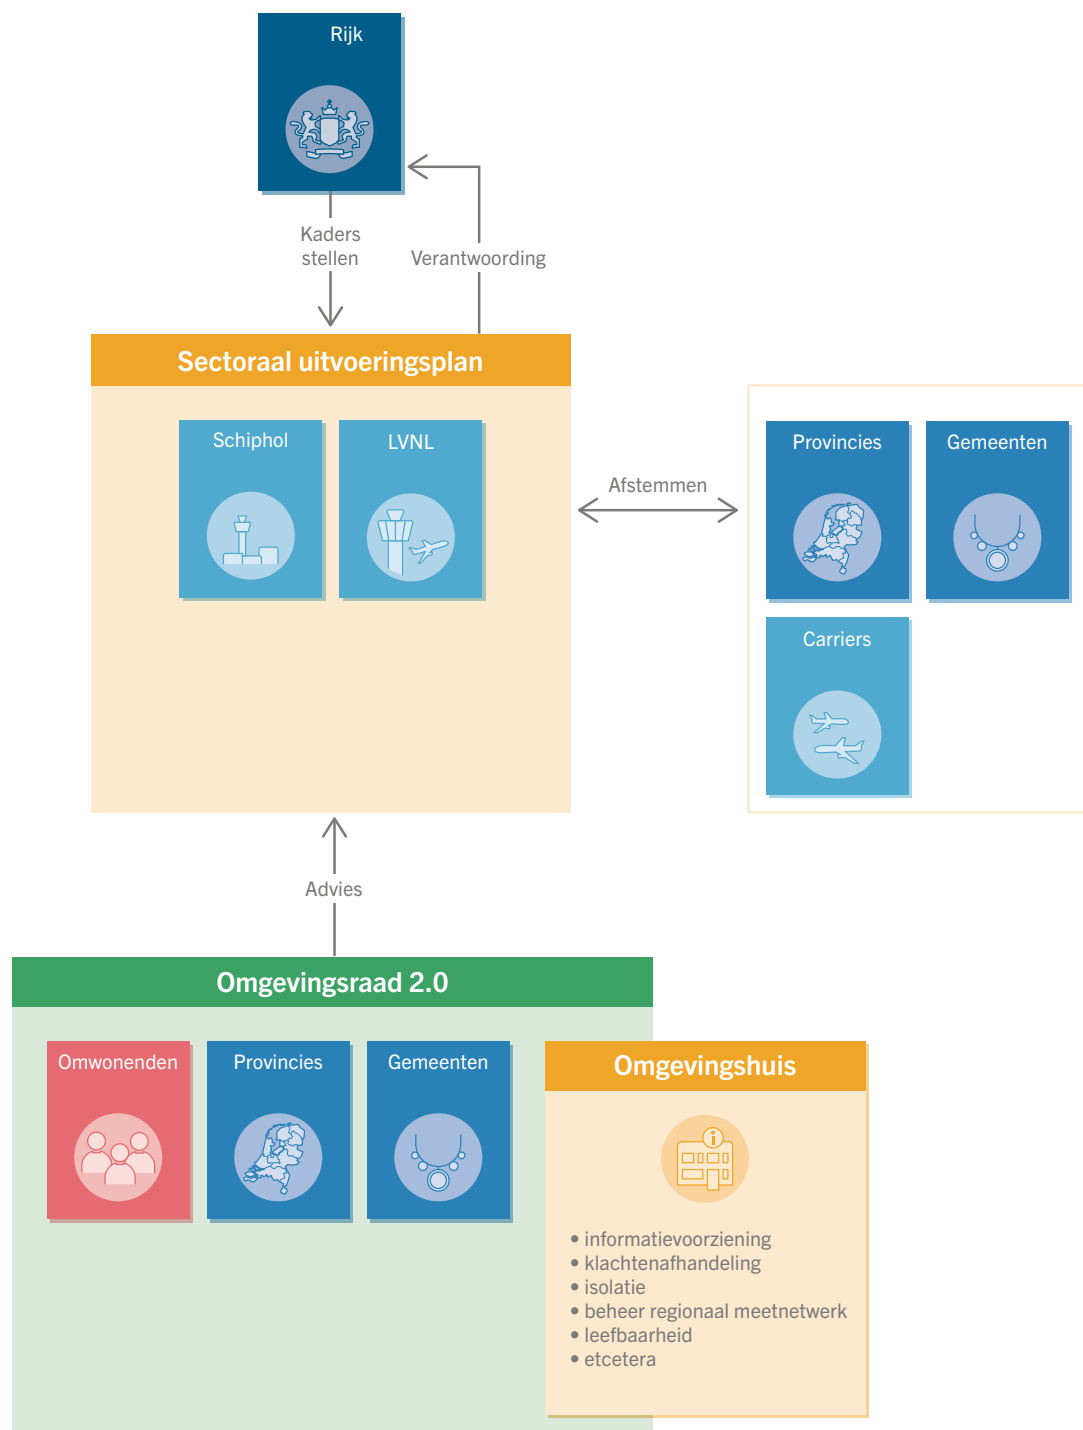 Rijk
Kaders
stellen
Verantwoording
Sectoraal uitvoeringsplan
Schiphol
LVNL
Afstemmen
Provincies
Gemeenten
Carriers
Advies
Omgevingsraad 2.0
Omwonenden
Provincies
Gemeenten
Omgevingshuis
• informatievoorziening
• klachtenafhandeling
• isolatie
• beheer regionaal meetnetwerk
• leefbaarheid
• etcetera